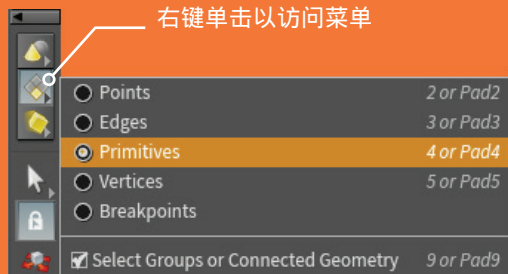 右键单击以访问菜单
Points 2 or Pad2
Edges 3 or Pad3
Primitives 4 or Pad4
Vertices 5 or Pad5
Breakpoints
Select Groups or Connected Geometry 9 or Pad9